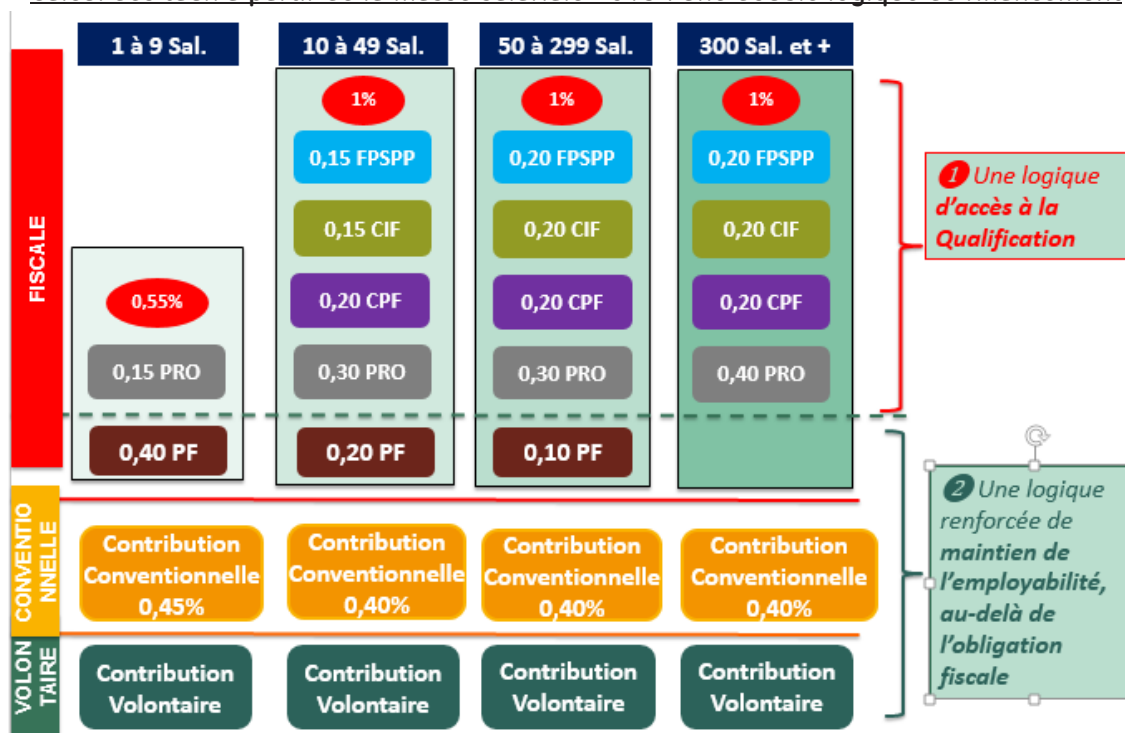 1 à 9 Sal.
10 à 49 Sal.
50 à 299 Sal.
300 Sal. et +
FISCALE
0,55%
0,15 PRO
0,40 PF
1%
0,15 FPSPP
0,15 CIF
0,20 CPF
0,30 PRO
0,20 PF
1%
0,20 FPSPP
0,20 CIF
0,20 CPF
0,30 PRO
0,10 PF
1%
0,20 FPSPP
0,20 CIF
0,20 CPF
0,40 PRO
❶ Une logique
d'accès à la
Qualification
CONVENTIO
NNELLE
Contribution
Conventionnelle
0,45%
Contribution
Conventionnelle
0,40%
Contribution
Conventionnelle
0,40%
Contribution
Conventionnelle
0,40%
VOLON
TAIRE
Contribution
Volontaire
Contribution
Volontaire
Contribution
Volontaire
Contribution
Volontaire
❷ Une logique
renforcée de
maintien de
l'employabilité,
au-delà de
l'obligation
fiscale